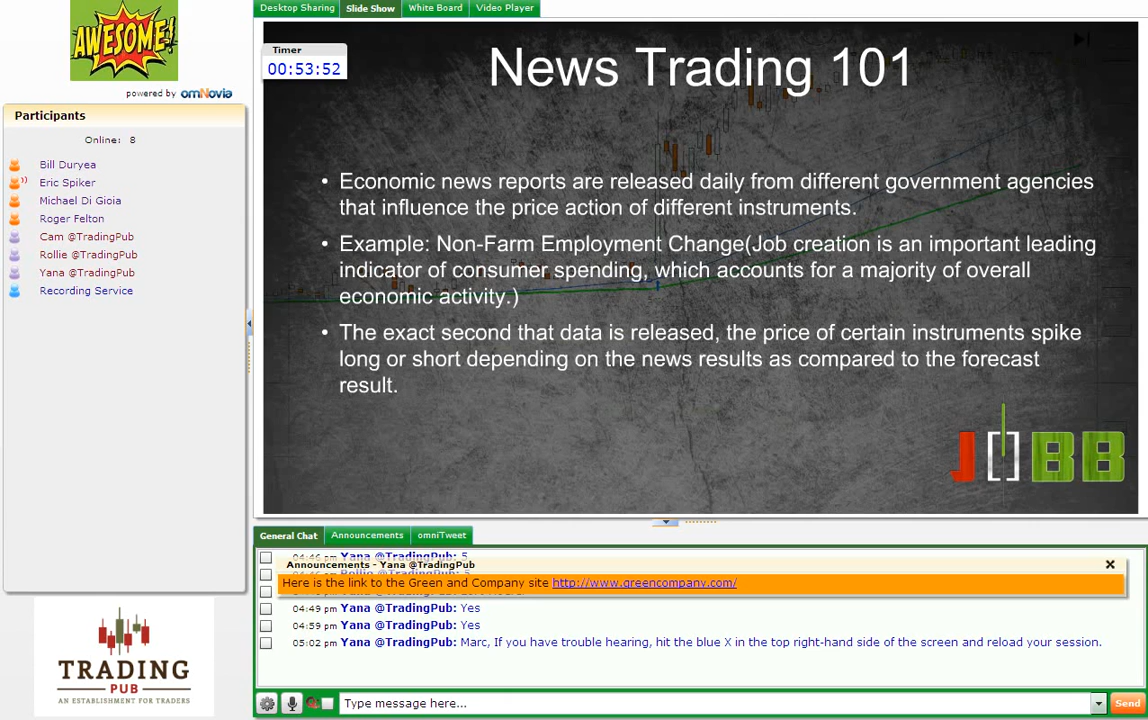 AWESOME!
powered by omNovia
Participants
Online: 8
Bill Duryea
Eric Spiker
Michael Di Gioia
Roger Felton
Cam @TradingPub
Rollie @TradingPub
Yana @TradingPub
Recording Service
TRADING
PUB
AN ESTABLISHMENT FOR TRADERS
Desktop Sharing Slide Show White Board Video Player
Timer
00:53:52
News Trading 101
• Economic news reports are released daily from different government agencies
that influence the price action of different instruments.
• Example: Non-Farm Employment Change(Job creation is an important leading
indicator of consumer spending, which accounts for a majority of overall
economic activity.)
• The exact second that data is released, the price of certain instruments spike
long or short depending on the news results as compared to the forecast
result.
J[]BB
General Chat Announcements omniTweet
04:46 pm Yana @TradingPub: 5
Announcements - Yana @TradingPub
Here is the link to the Green and Company site http://www.greencompany.com/
04:49 pm Yana @TradingPub: Yes
04:59 pm Yana @TradingPub: Yes
05:02 pm Yana @TradingPub: Marc, If you have trouble hearing, hit the blue X in the top right-hand side of the screen and reload your session.
Type message here...
Send